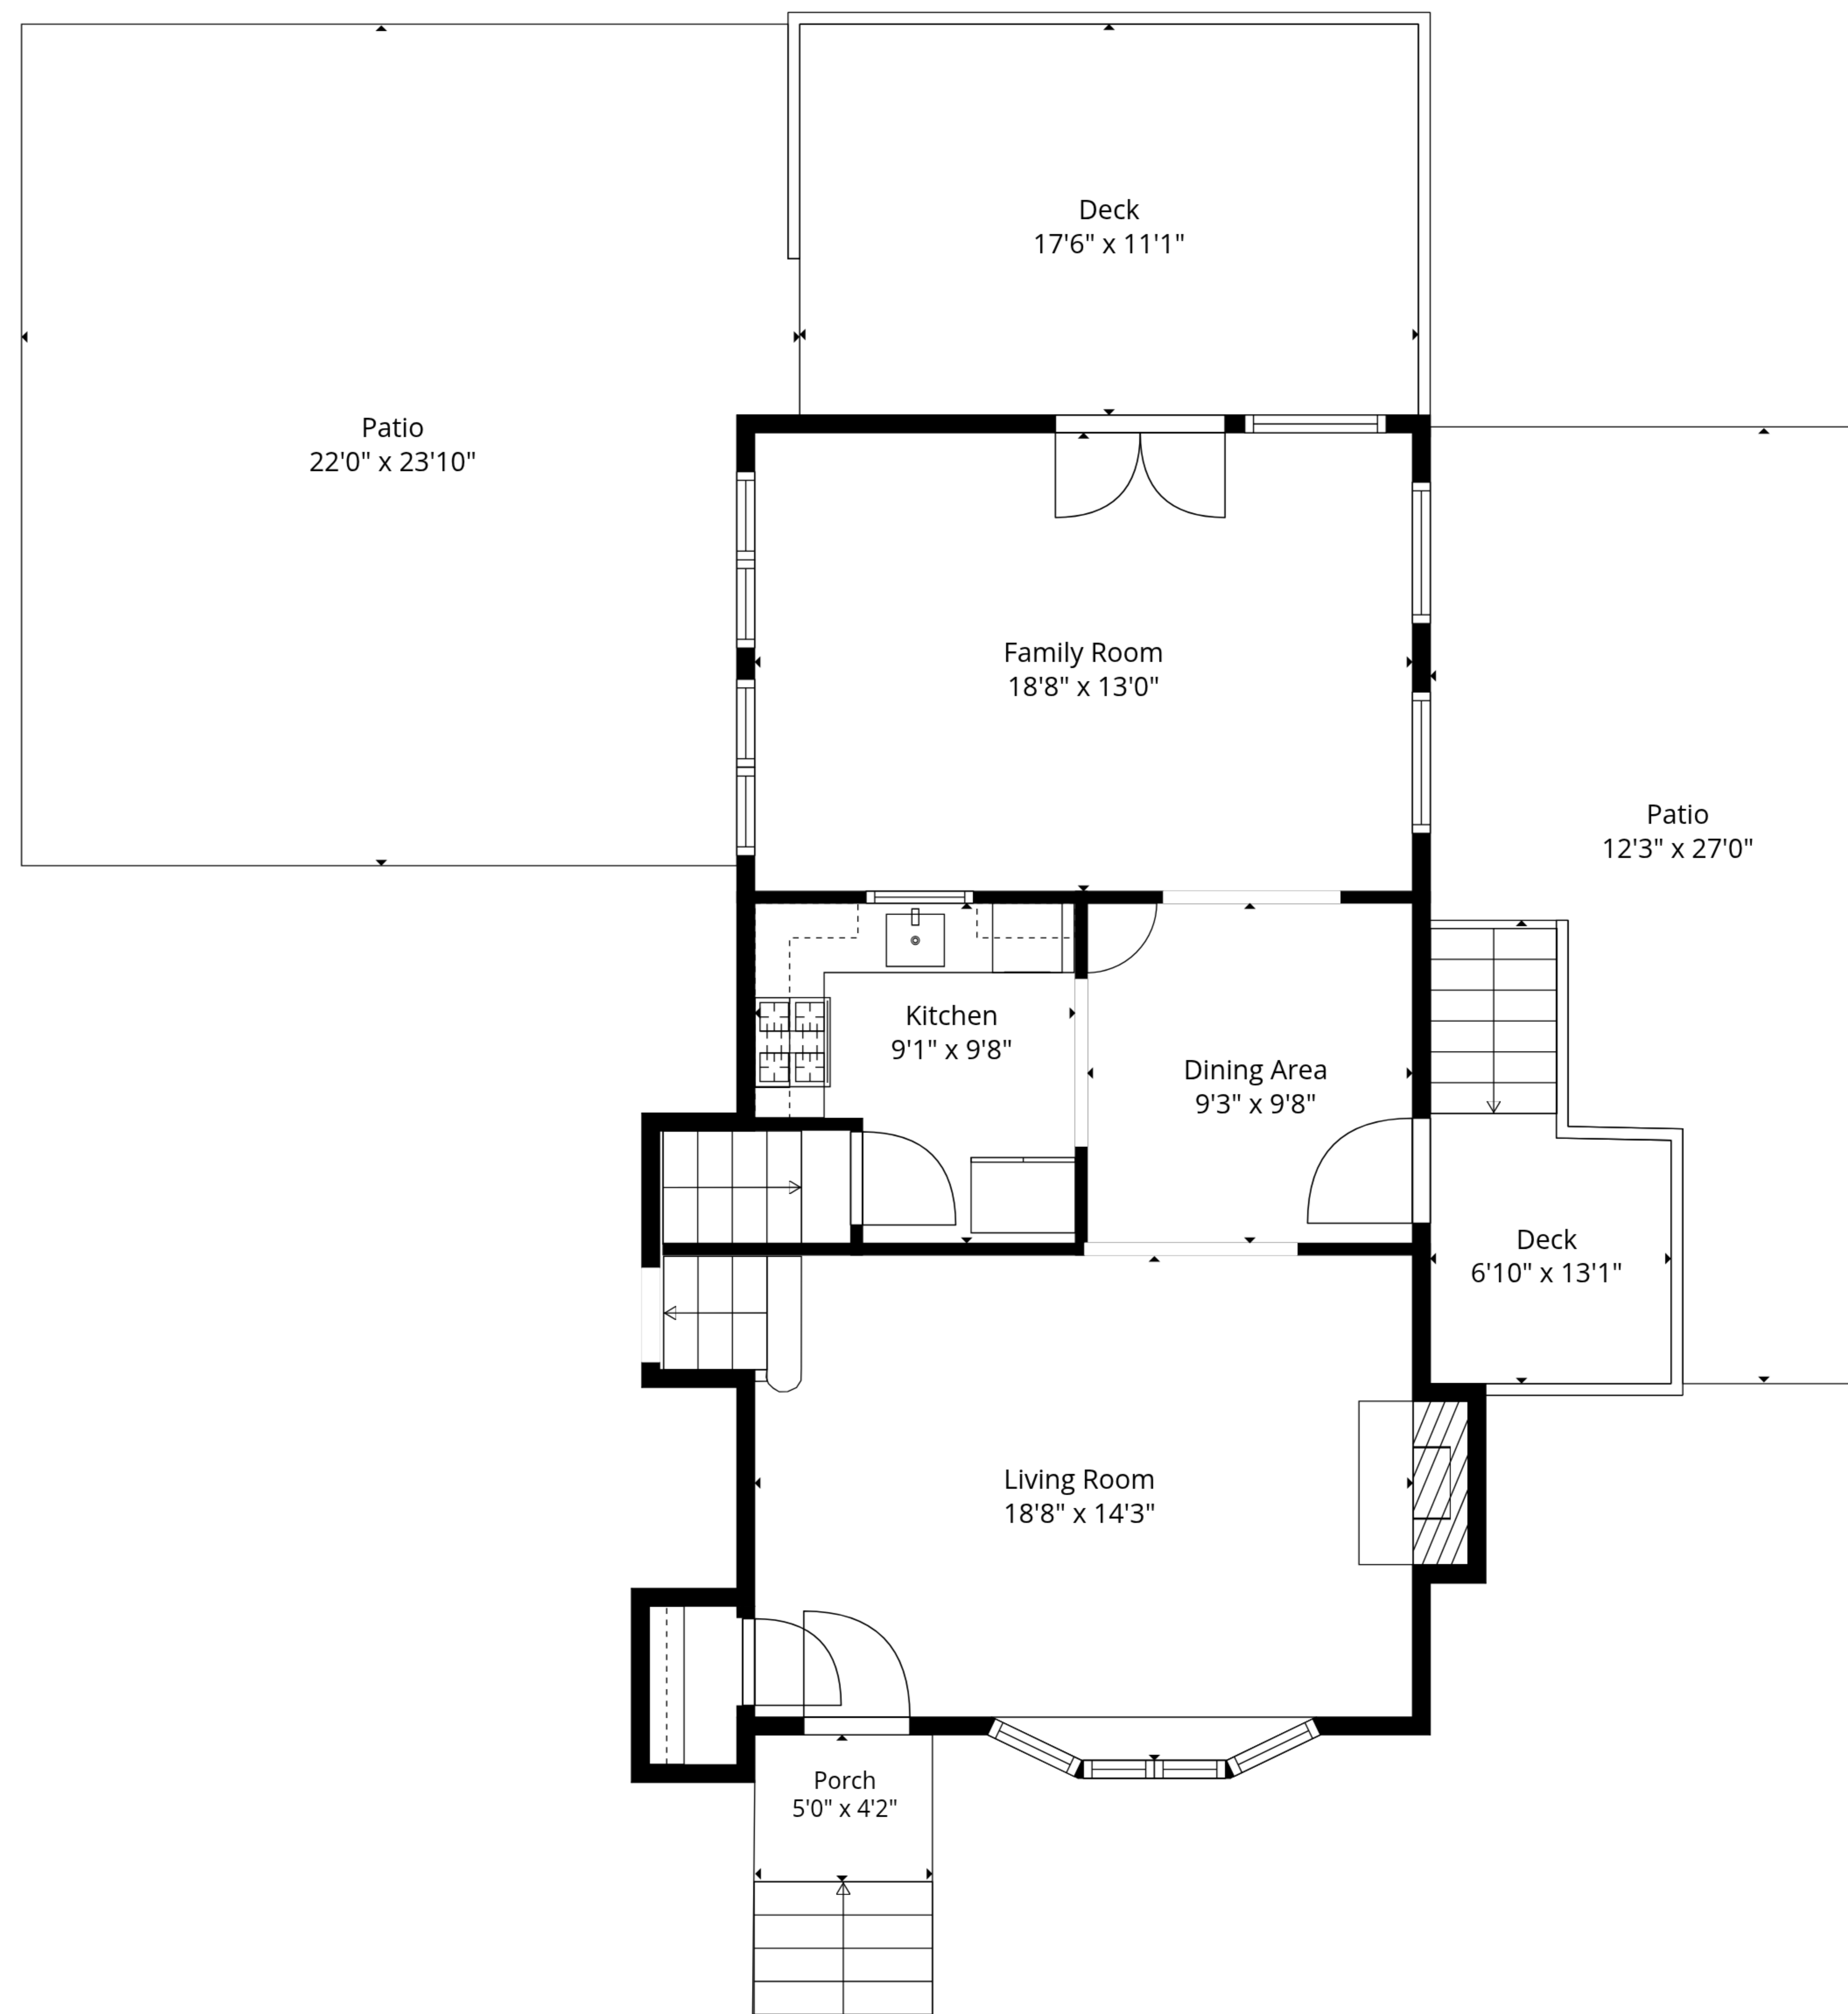 Deck
17'6" x 11'1"
Patio
22'0" x 23'10"
Family Room
18'8" x 13'0"
Patio
12'3" x 27'0"
Kitchen
9'1" x 9'8"
Dining Area
9'3" x 9'8"
Deck
6'10" x 13'1"
Living Room
18'8" x 14'3"
Porch
5'0" x 4'2"